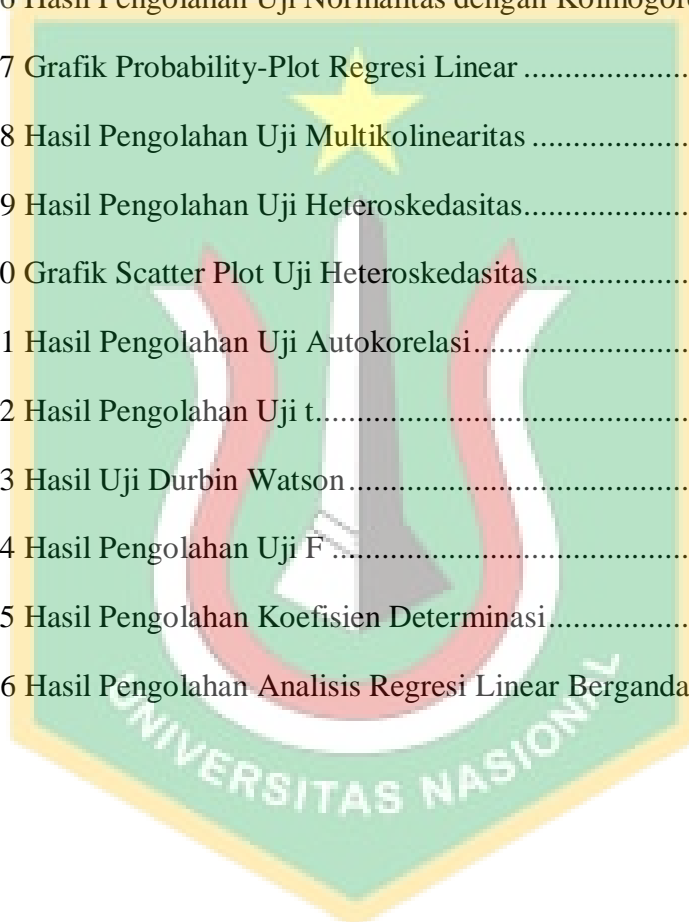 6 Hasil Pengolahan Uji Normalitas dengan
7 Grafik Probability-Plot Regresi Linear ....................
8 Hasil Pengolahan Uji Multikolinearitas ...................
9 Hasil Pengolahan Uji Heteroskedasitas....................
0 Grafik Scatter Plot Uji Heteroskedasitas..................
1 Hasil Pengolahan Uji Autokorelasi..........................
2 Hasil Pengolahan Uji t.............................................
3 Hasil Uji Durbin Watson.........................................
4 Hasil Pengolahan Uji F ...........................................
5 Hasil Pengolahan Koefisien Determinasi.................
6 Hasil Pengolahan Analisis Regresi Linear Berganda
UNIVERSITAS NASIONAL